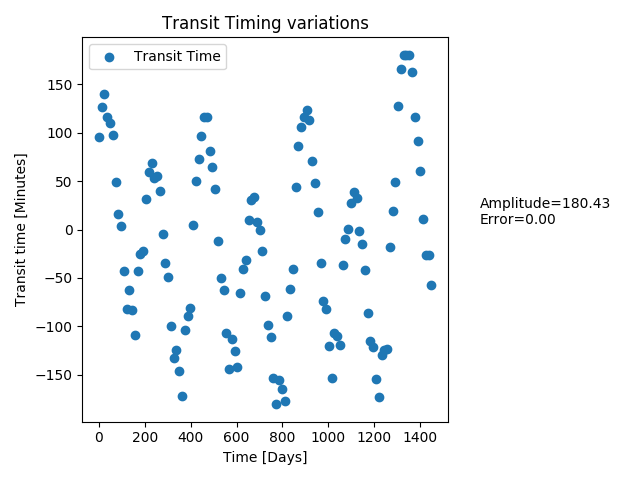 Transit Timing variations
Transit Time
150
100
50
0
−50
−100
−150
Transit time [Minutes]
0 200 400 600 800 1000 1200 1400
Time [Days]
Amplitude=180.43
Error=0.00